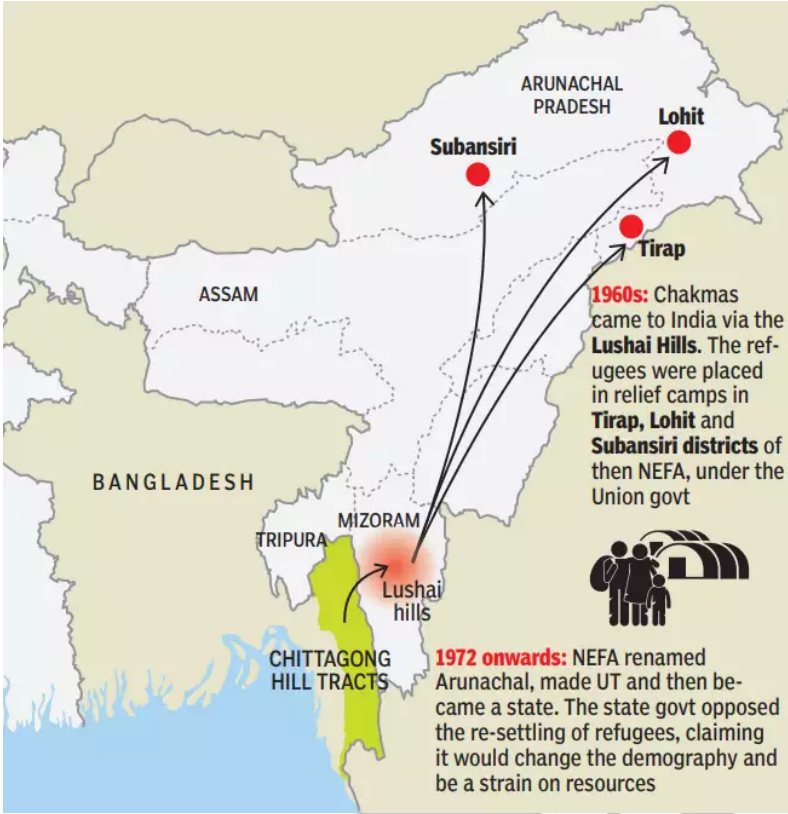 ARUNACHAL
PRADESH
Lohit
Subansiri
Tirap
ASSAM
1960s: Chakmas
came to India via the
Lushai Hills. The ref-
ugees were placed
in relief camps in
Tirap, Lohit and
Subansiri districts of
then NEFA, under the
Union govt
BANGLADESH
MIZORAM
TRIPURA
Lushai
hills
CHITTAGONG
HILL TRACTS
1972 onwards: NEFA renamed
Arunachal, made UT and then be-
came a state. The state govt opposed
the re-settling of refugees, claiming
it would change the demography and
be a strain on resources